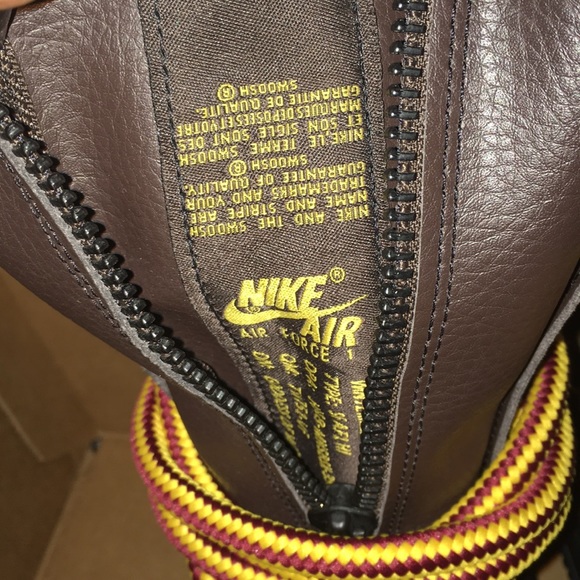 NIKE AND THE SWOOSH
NAME AND STRIPE ARE
TRADEMARKS AND YOUR
GUARANTEE OF QUALITY.
SWOOSH ®
NIKE, LE TERME SWOOSH
ET SON SIGLE SONT DES
MARQUES DEPOSEES ET VOTRE
GARANTIE DE QUALITE.
SWOOSH ®
NIKE ®
AIR
AIR FORCE 1
TYPE: